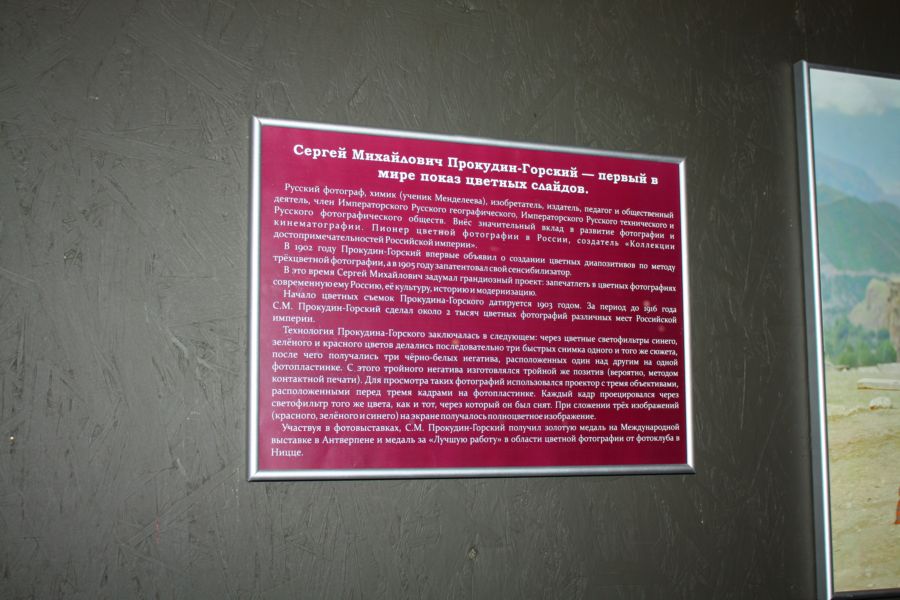 Сергей Михайлович Прокудин-Горский — первый в
мире показ цветных слайдов.
Русский фотограф, химик (ученик Менделеева), изобретатель, издатель, педагог и общественный
деятель, член Императорского Русского географического, Императорского Русского технического и
Русского фотографического обществ. Внёс значительный вклад в развитие фотографии и
кинематографии. Пионер цветной фотографии в России, создатель «Коллекции
достопримечательностей Российской империи».
В 1902 году Прокудин-Горский впервые объявил о создании цветных диапозитивов по методу
трёхцветной фотографии, а в 1905 году запатентовал свой сенсибилизатор.
В это время Сергей Михайлович задумал грандиозный проект: запечатлеть в цветных фотографиях
современную ему Россию, её культуру, историю и модернизацию.
Начало цветных съемок Прокудина-Горского датируется 1903 годом. За период до 1916 года
С.М. Прокудин-Горский сделал около 2 тысяч цветных фотографий различных мест Российской
империи.
Технология Прокудина-Горского заключалась в следующем: через цветные светофильтры синего,
зелёного и красного цветов делались последовательно три быстрых снимка одного и того же сюжета,
после чего получались три чёрно-белых негатива, расположенных один над другим на одной
фотопластинке. С этого тройного негатива изготовлялся тройной же позитив (вероятно, методом
контактной печати). Для просмотра таких фотографий использовался проектор с тремя объективами,
расположенными перед тремя кадрами на фотопластинке. Каждый кадр проецировался через
светофильтр того же цвета, как и тот, через который он был снят. При сложении трёх изображений
(красного, зелёного и синего) на экране получалось полноцветное изображение.
Участвуя в фотовыставках, С.М. Прокудин-Горский получил золотую медаль на Международной
выставке в Антверпене и медаль за «Лучшую работу» в области цветной фотографии от фотоклуба в
Ницце.